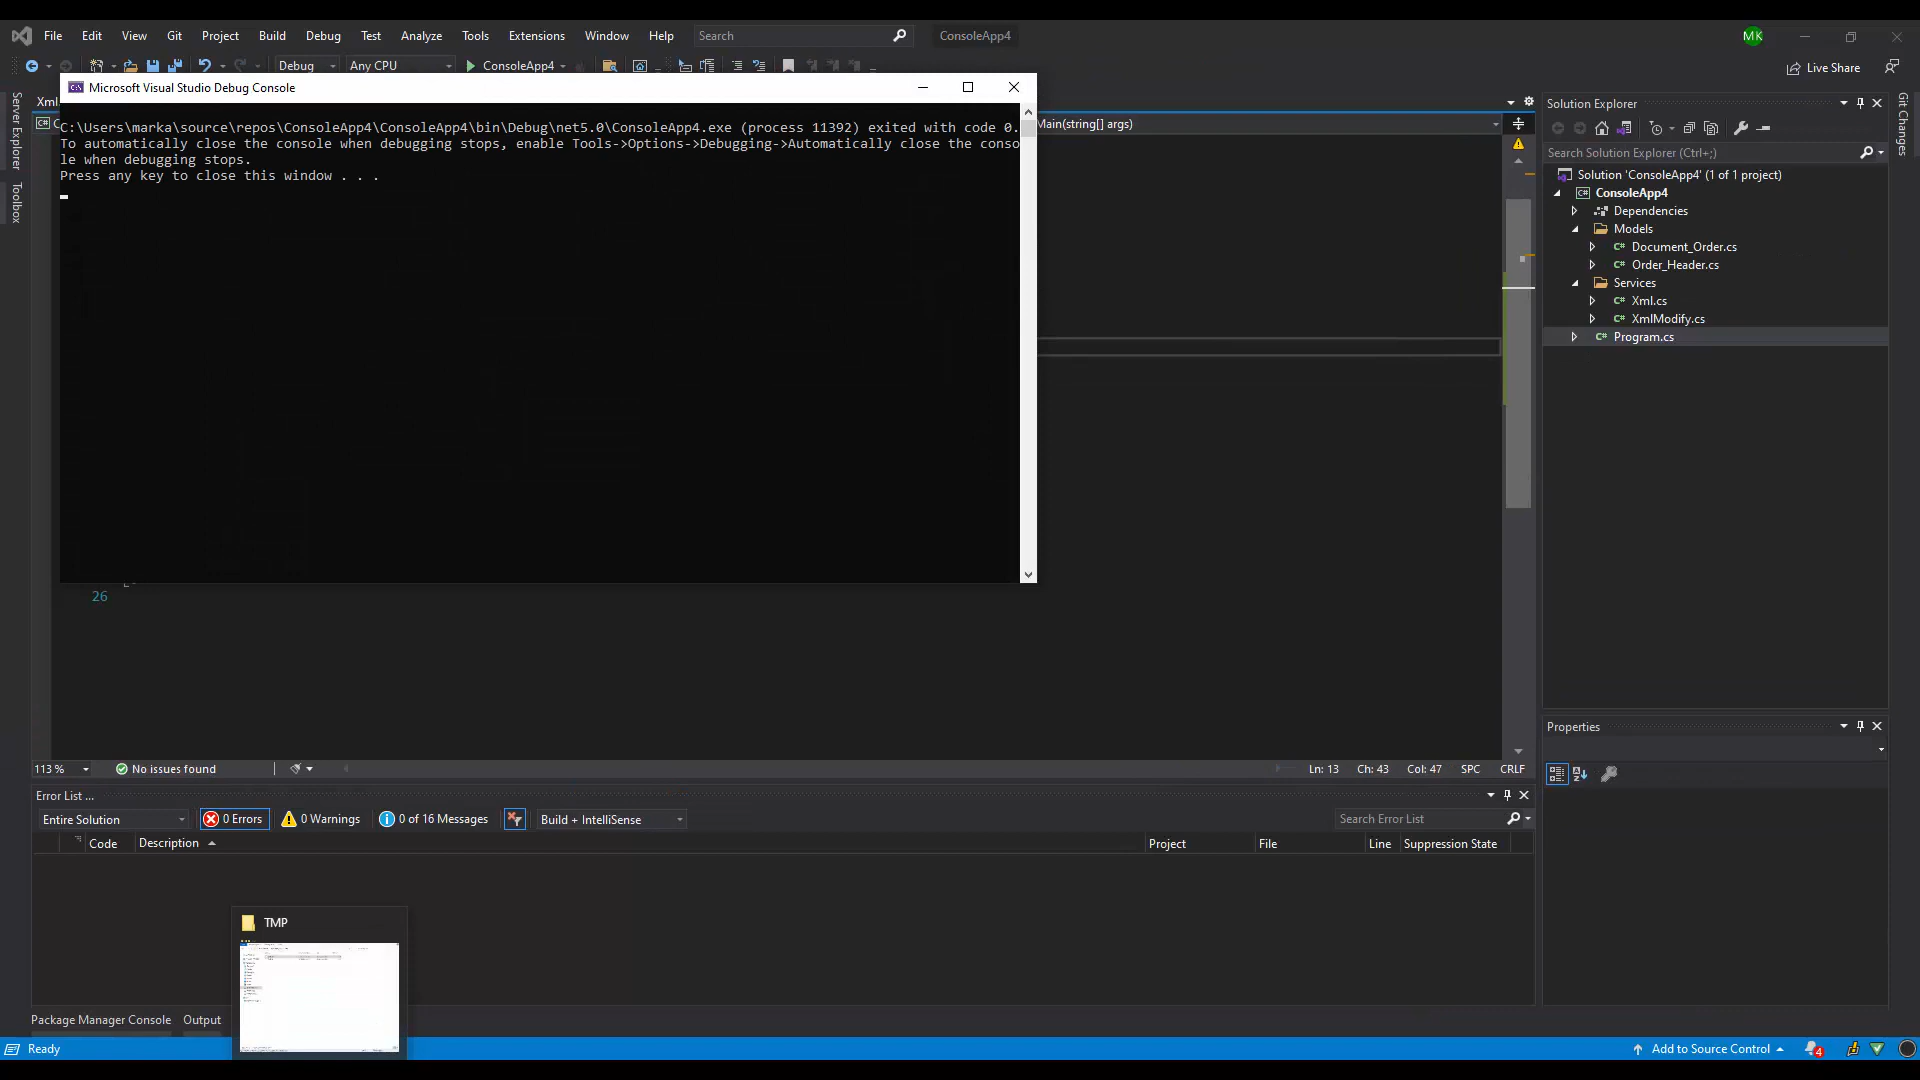 File Edit View Git Project Build Debug Test Analyze Tools Extensions Window Help Search ConsoleApp4 MK
Debug Any CPU ConsoleApp4 Live Share
Xml
Microsoft Visual Studio Debug Console
C:\Users\marka\source\repos\ConsoleApp4\ConsoleApp4\bin\Debug\net5.0\ConsoleApp4.exe (process 11392) exited with code 0.
To automatically close the console when debugging stops, enable Tools->Options->Debugging->Automatically close the conso
le when debugging stops.
Press any key to close this window . . .
Main(string[] args)
26
Server Explorer
Toolbox
Git Changes
Solution Explorer
Search Solution Explorer (Ctrl+;)
Solution 'ConsoleApp4' (1 of 1 project)
ConsoleApp4
Dependencies
Models
Document_Order.cs
Order_Header.cs
Services
Xml.cs
XmlModify.cs
Program.cs
Properties
113 % No issues found Ln: 13 Ch: 43 Col: 47 SPC CRLF
Error List ...
Entire Solution 0 Errors 0 Warnings 0 of 16 Messages Build + IntelliSense Search Error List
Code Description Project File Line Suppression State
TMP
Package Manager Console Output
Ready Add to Source Control 4